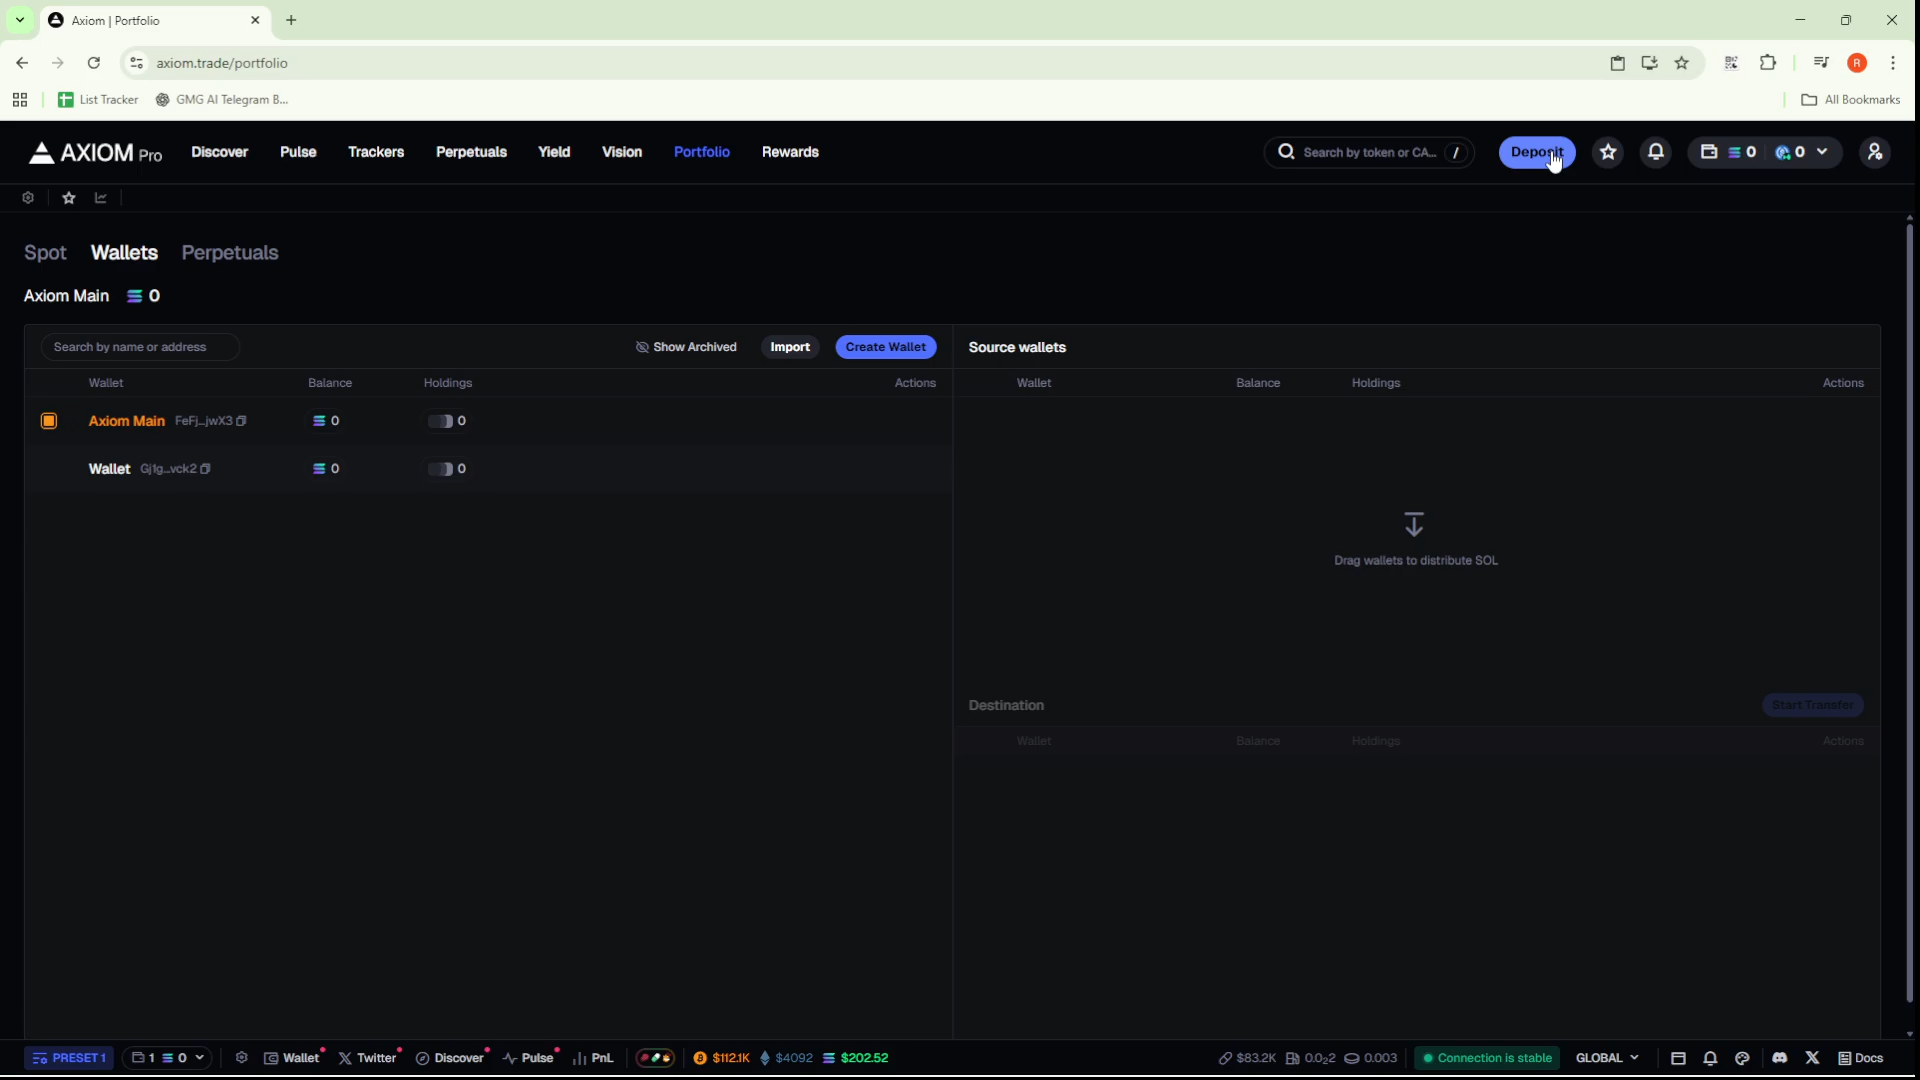 Axiom | Portfolio
axiom.trade/portfolio
R
List Tracker
GMG AI Telegram B...
All Bookmarks
AXIOM Pro
Discover
Pulse
Trackers
Perpetuals
Yield
Vision
Portfolio
Rewards
Search by token or CA... /
Deposit
0
0
Spot
Wallets
Perpetuals
Axiom Main 0
Search by name or address
Show Archived
Import
Create Wallet
Source wallets
Wallet Balance Holdings Actions
Wallet Balance Holdings Actions
Axiom Main FeFj...jwX3 0 0
Wallet Gj1g...vck2 0 0
Drag wallets to distribute SOL
Destination
Start Transfer
Wallet Balance Holdings Actions
PRESET 1
1 0
Wallet
Twitter
Discover
Pulse
PnL
$112.1K $4092 $202.52
$83.2K 0.0₂2 0.003
Connection is stable
GLOBAL
Docs